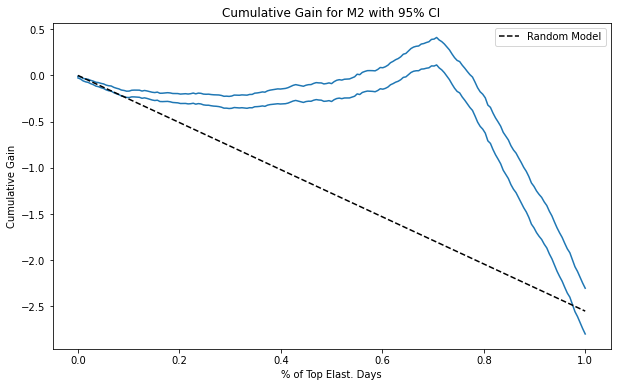 Cumulative Gain for M2 with 95% CI
Random Model
Cumulative Gain
0.5
0.0
−0.5
−1.0
−1.5
−2.0
−2.5
0.0 0.2 0.4 0.6 0.8 1.0
% of Top Elast. Days